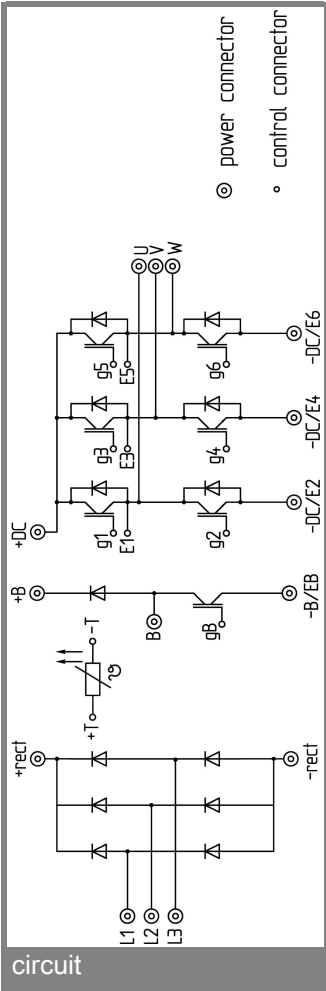 power connector
control connector
U
V
W
g5
E5
g6
-DC/E6
g3
E3
g4
-DC/E4
+DC
g1
E1
g2
-DC/E2
+B
B
gB
-B/EB
-T
+T
ϑ
+rect
-rect
L1
L2
L3
circuit